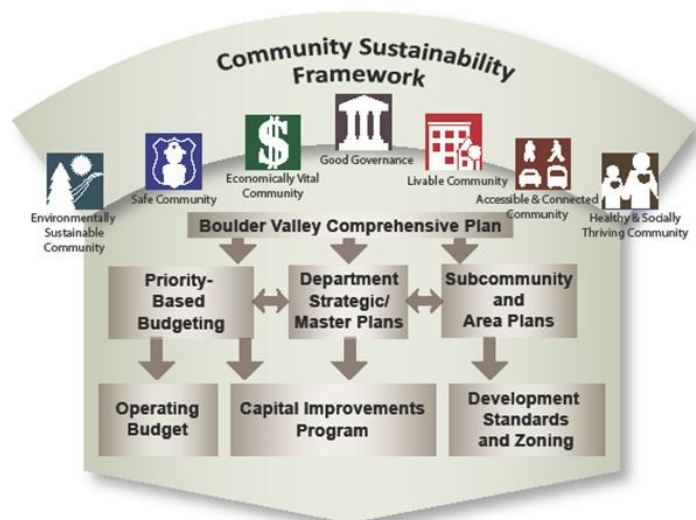 Community Sustainability
Framework
Good Governance
Economically Vital
Community
Livable Community
Safe Community
Accessible & Connected
Community
Environmentally
Sustainable
Community
Healthy & Socially
Thriving Community
Boulder Valley Comprehensive Plan
Priority-
Based
Budgeting
Department
Strategic/
Master Plans
Subcommunity
and
Area Plans
Operating
Budget
Capital Improvements
Program
Development
Standards
and Zoning